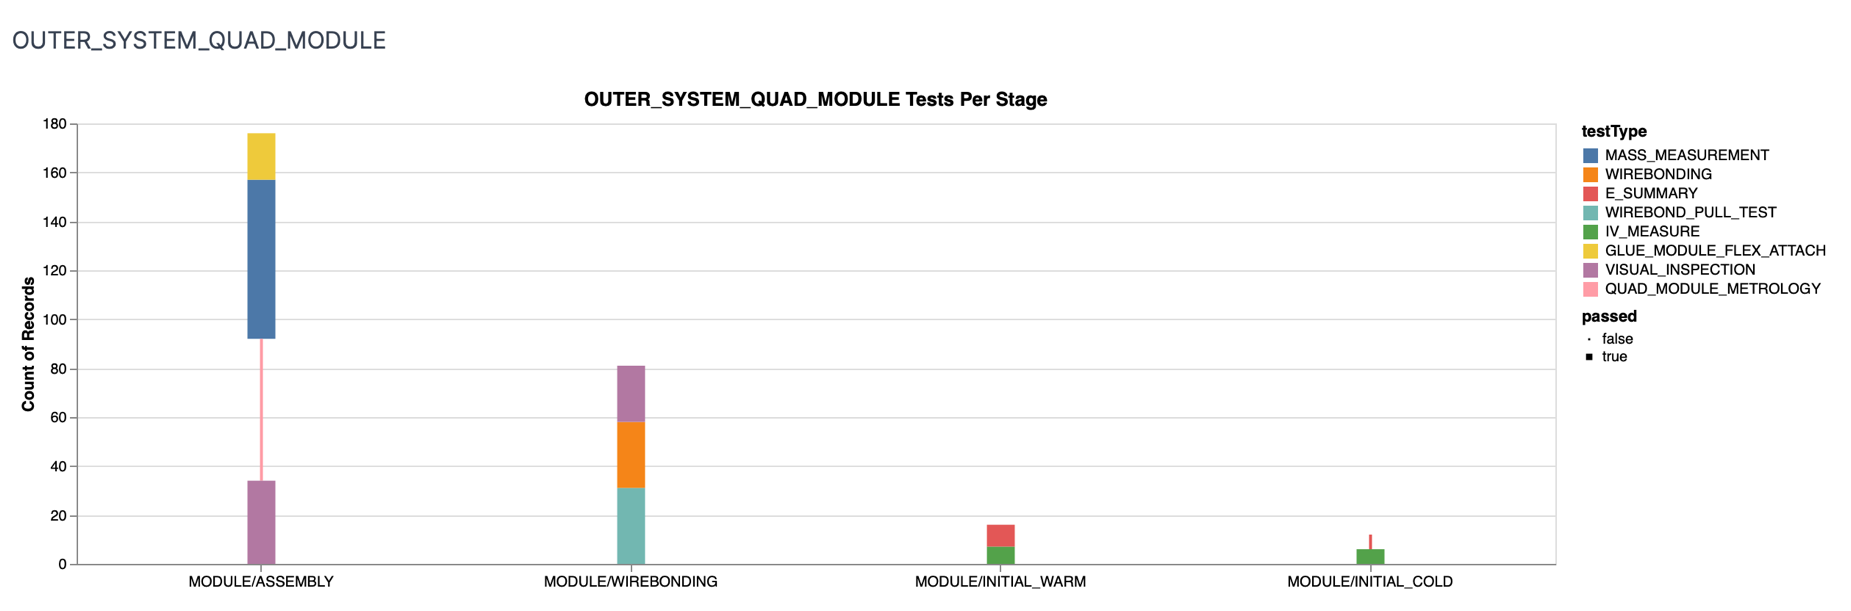 OUTER_SYSTEM_QUAD_MODULE
OUTER_SYSTEM_QUAD_MODULE Tests Per Stage
180
160
140
120
100
80
60
40
20
0
Count of Records
MODULE/ASSEMBLY
MODULE/WIREBONDING
MODULE/INITIAL_WARM
MODULE/INITIAL_COLD
testType
MASS_MEASUREMENT
WIREBONDING
E_SUMMARY
WIREBOND_PULL_TEST
IV_MEASURE
GLUE_MODULE_FLEX_ATTACH
VISUAL_INSPECTION
QUAD_MODULE_METROLOGY
passed
false
true